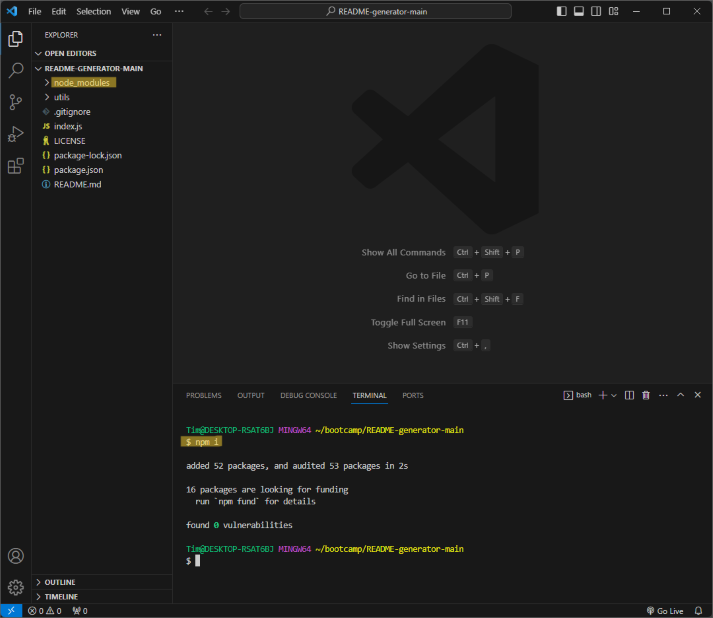 File Edit Selection View Go ··· README-generator-main
EXPLORER ···
OPEN EDITORS
README-GENERATOR-MAIN
node_modules
utils
.gitignore
JS index.js
LICENSE
{} package-lock.json
{} package.json
README.md
Show All Commands Ctrl + Shift + P
Go to File Ctrl + P
Find in Files Ctrl + Shift + F
Toggle Full Screen F11
Show Settings Ctrl + ,
PROBLEMS OUTPUT DEBUG CONSOLE TERMINAL PORTS bash ···
Tim@DESKTOP-RSAT6BJ MINGW64 ~/bootcamp/README-generator-main
$ npm i
added 52 packages, and audited 53 packages in 2s
16 packages are looking for funding
run `npm fund` for details
found 0 vulnerabilities
Tim@DESKTOP-RSAT6BJ MINGW64 ~/bootcamp/README-generator-main
$
OUTLINE
TIMELINE
0 0 0 Go Live